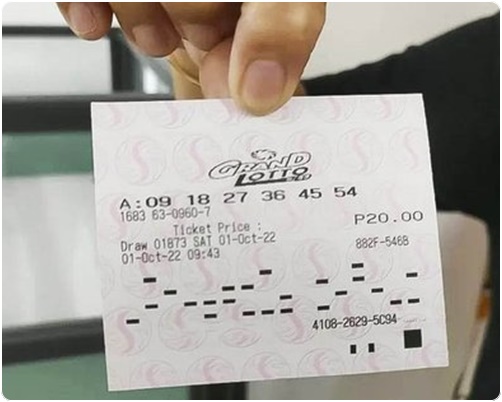 GRAND
LOTTO
A:09 18 27 36 45 54
1683 63-0960-7
Ticket Price : P20.00
Draw 01873 SAT 01-Oct-22 882F-546B
01-Oct-22 09:43
4108-2629-5C94